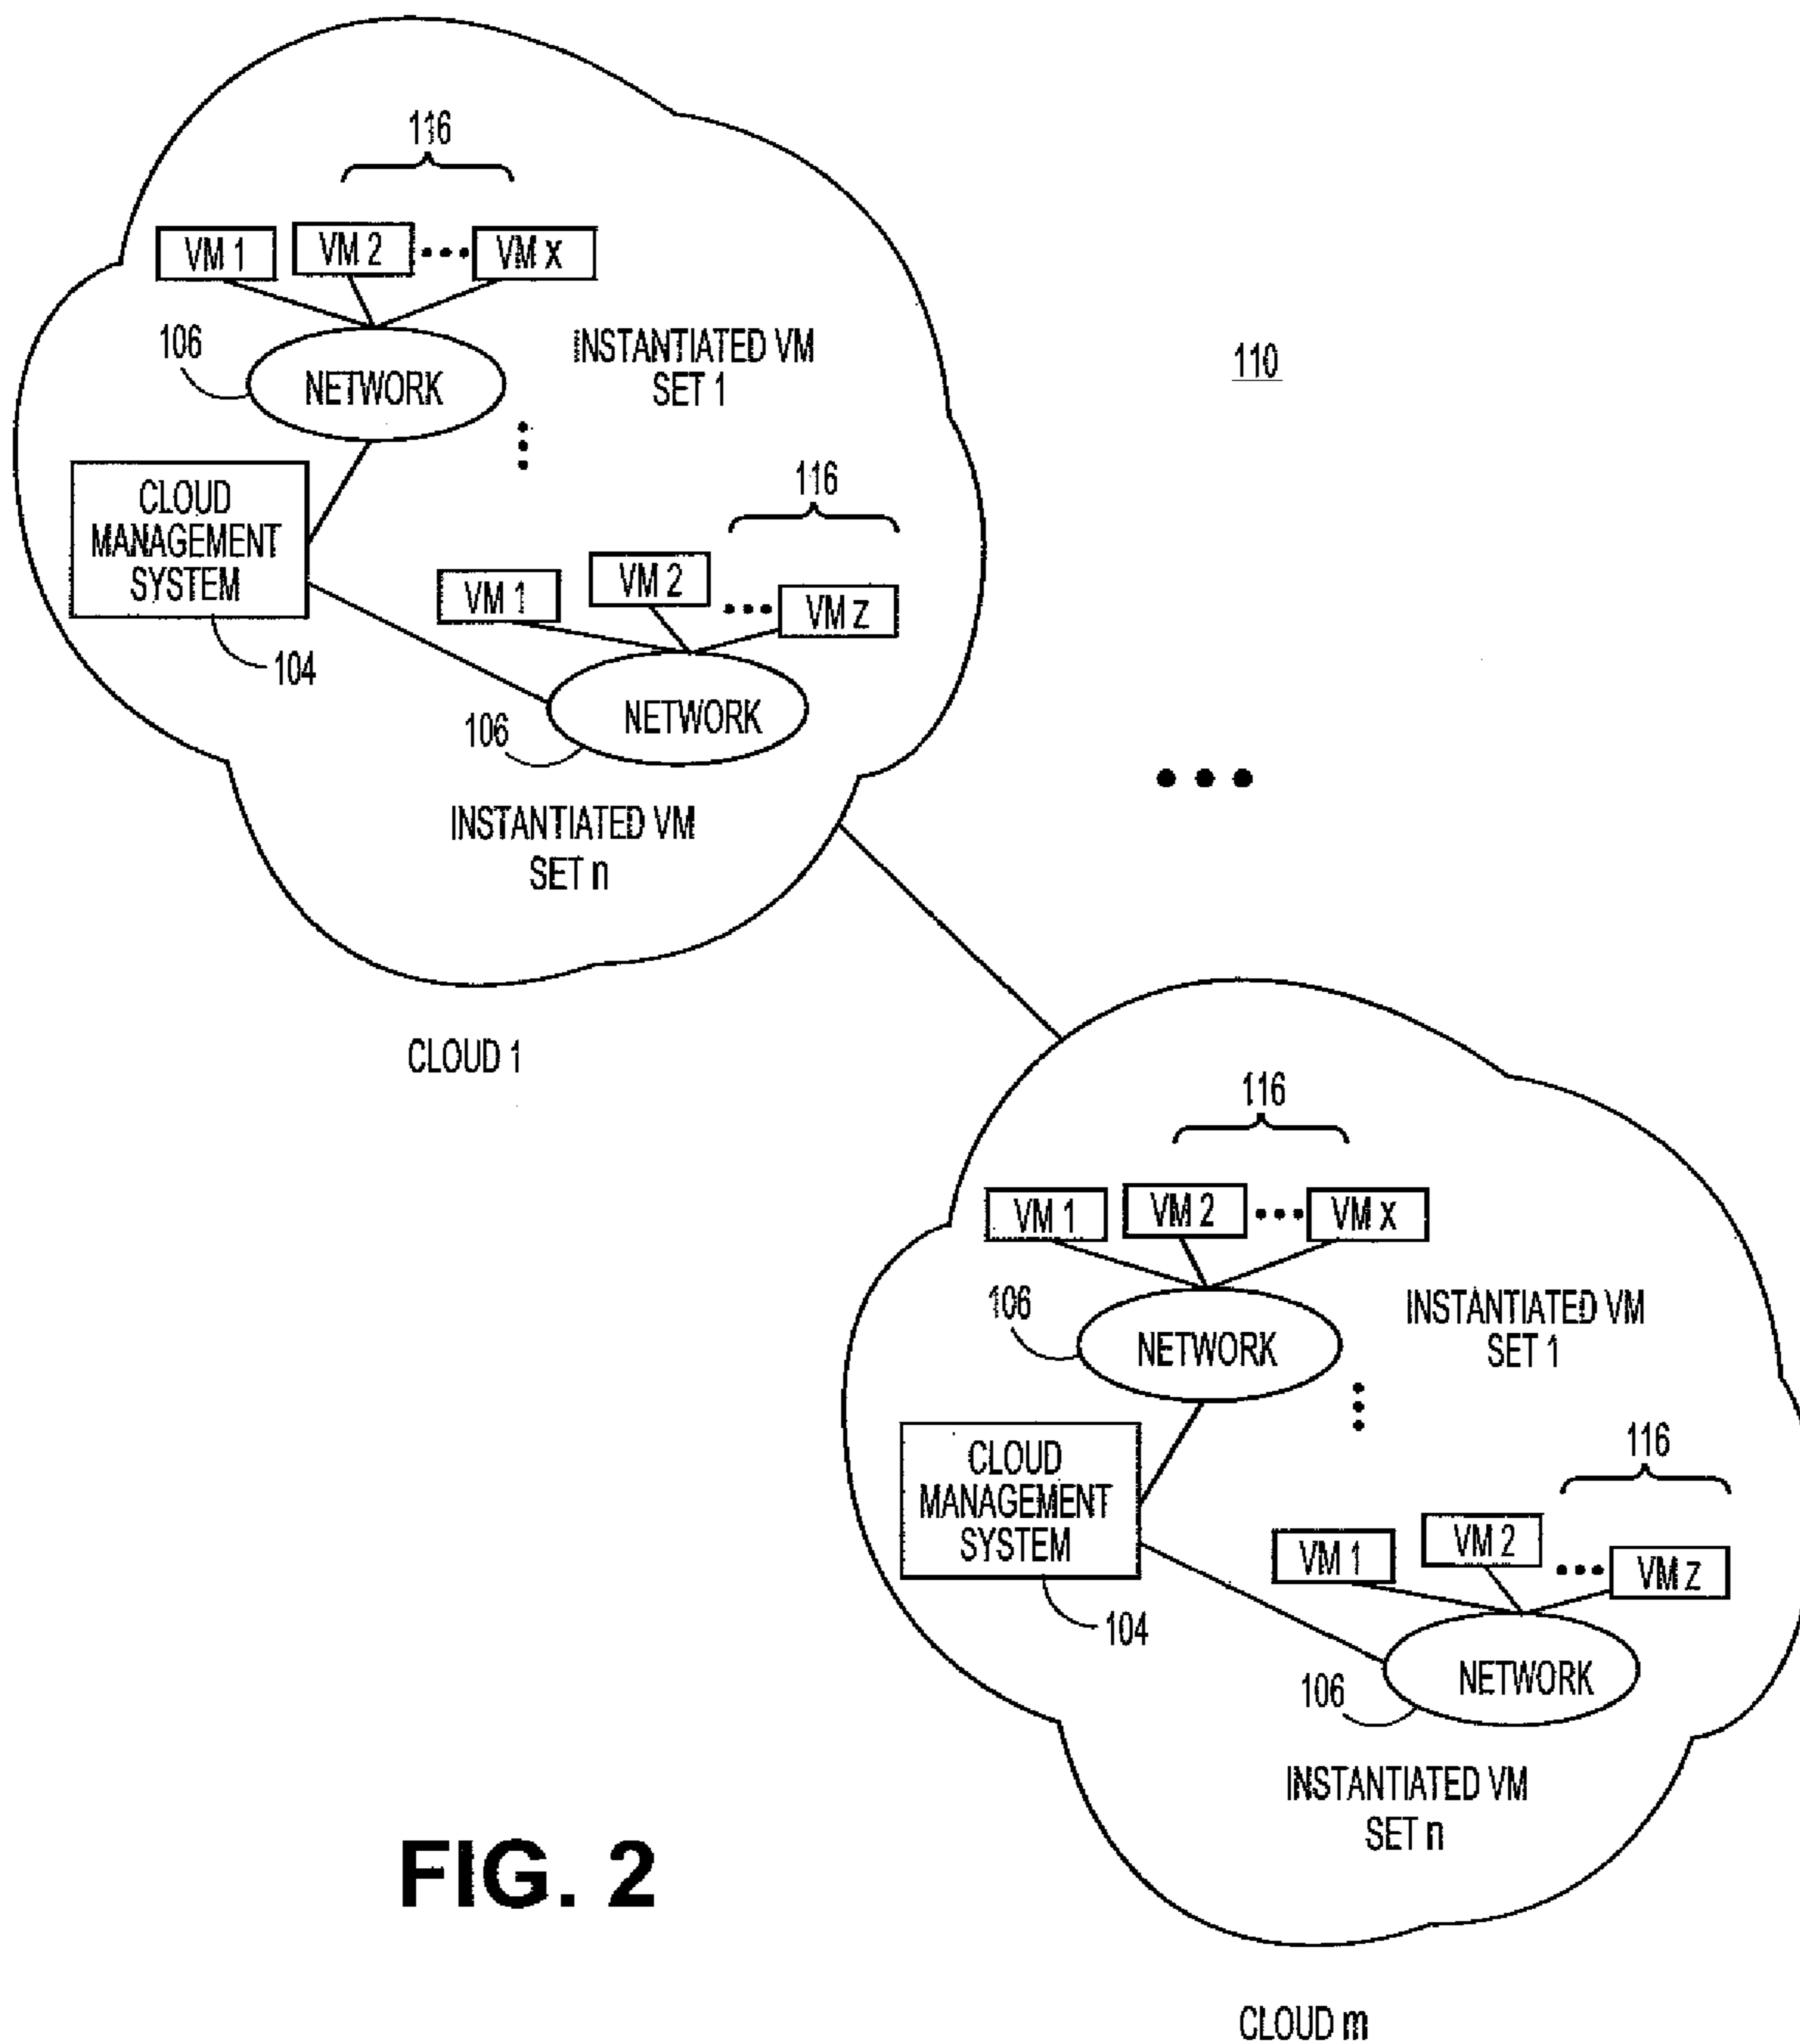 116
VM 1
VM 2
VM X
106
NETWORK
INSTANTIATED VM
SET 1
110
CLOUD
MANAGEMENT
SYSTEM
104
116
VM 1
VM 2
VM Z
106
NETWORK
INSTANTIATED VM
SET n
CLOUD 1
116
VM 1
VM 2
VM X
106
NETWORK
INSTANTIATED VM
SET 1
CLOUD
MANAGEMENT
SYSTEM
104
116
VM 1
VM 2
VM Z
106
NETWORK
INSTANTIATED VM
SET n
FIG. 2
CLOUD m